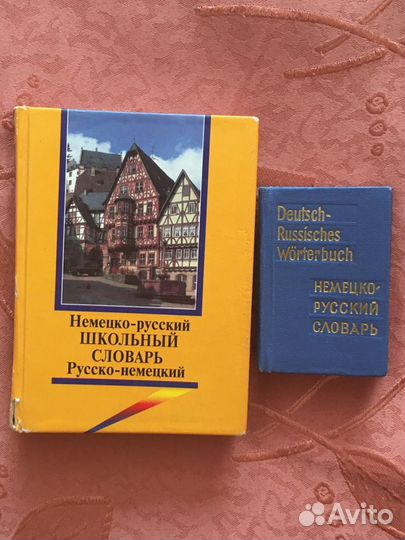 Немецко-русский
ШКОЛЬНЫЙ
СЛОВАРЬ
Русско-немецкий
Deutsch-
Russisches
Wörterbuch
НЕМЕЦКО-
РУССКИЙ
СЛОВАРЬ
Avito